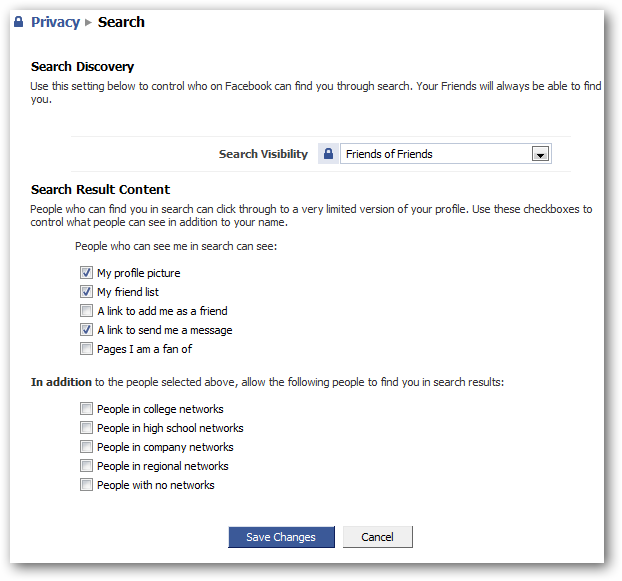 Privacy ▸ Search
Search Discovery
Use this setting below to control who on Facebook can find you through search. Your Friends will always be able to find
you.
Search Visibility Friends of Friends
Search Result Content
People who can find you in search can click through to a very limited version of your profile. Use these checkboxes to
control what people can see in addition to your name.
People who can see me in search can see:
My profile picture
My friend list
A link to add me as a friend
A link to send me a message
Pages I am a fan of
In addition to the people selected above, allow the following people to find you in search results:
People in college networks
People in high school networks
People in company networks
People in regional networks
People with no networks
Save Changes Cancel